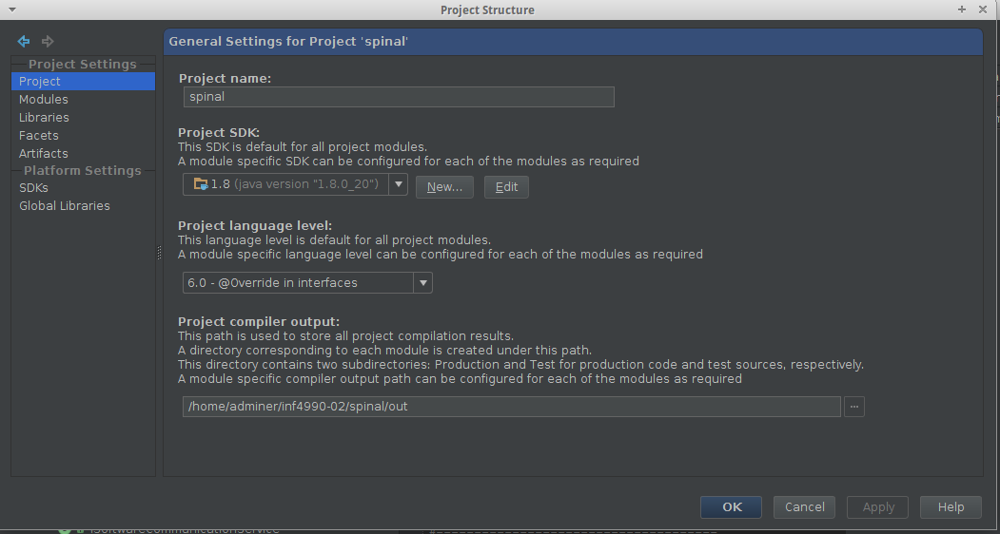 Project Structure
General Settings for Project 'spinal'
Project Settings
Project
Modules
Libraries
Facets
Artifacts
Platform Settings
SDKs
Global Libraries
Project name:
spinal
Project SDK:
This SDK is default for all project modules.
A module specific SDK can be configured for each of the modules as required
1.8 (java version "1.8.0_20")
New...
Edit
Project language level:
This language level is default for all project modules.
A module specific language level can be configured for each of the modules as required
6.0 - @Override in interfaces
Project compiler output:
This path is used to store all project compilation results.
A directory corresponding to each module is created under this path.
This directory contains two subdirectories: Production and Test for production code and test sources, respectively.
A module specific compiler output path can be configured for each of the modules as required
/home/adminer/inf4990-02/spinal/out
...
OK
Cancel
Apply
Help